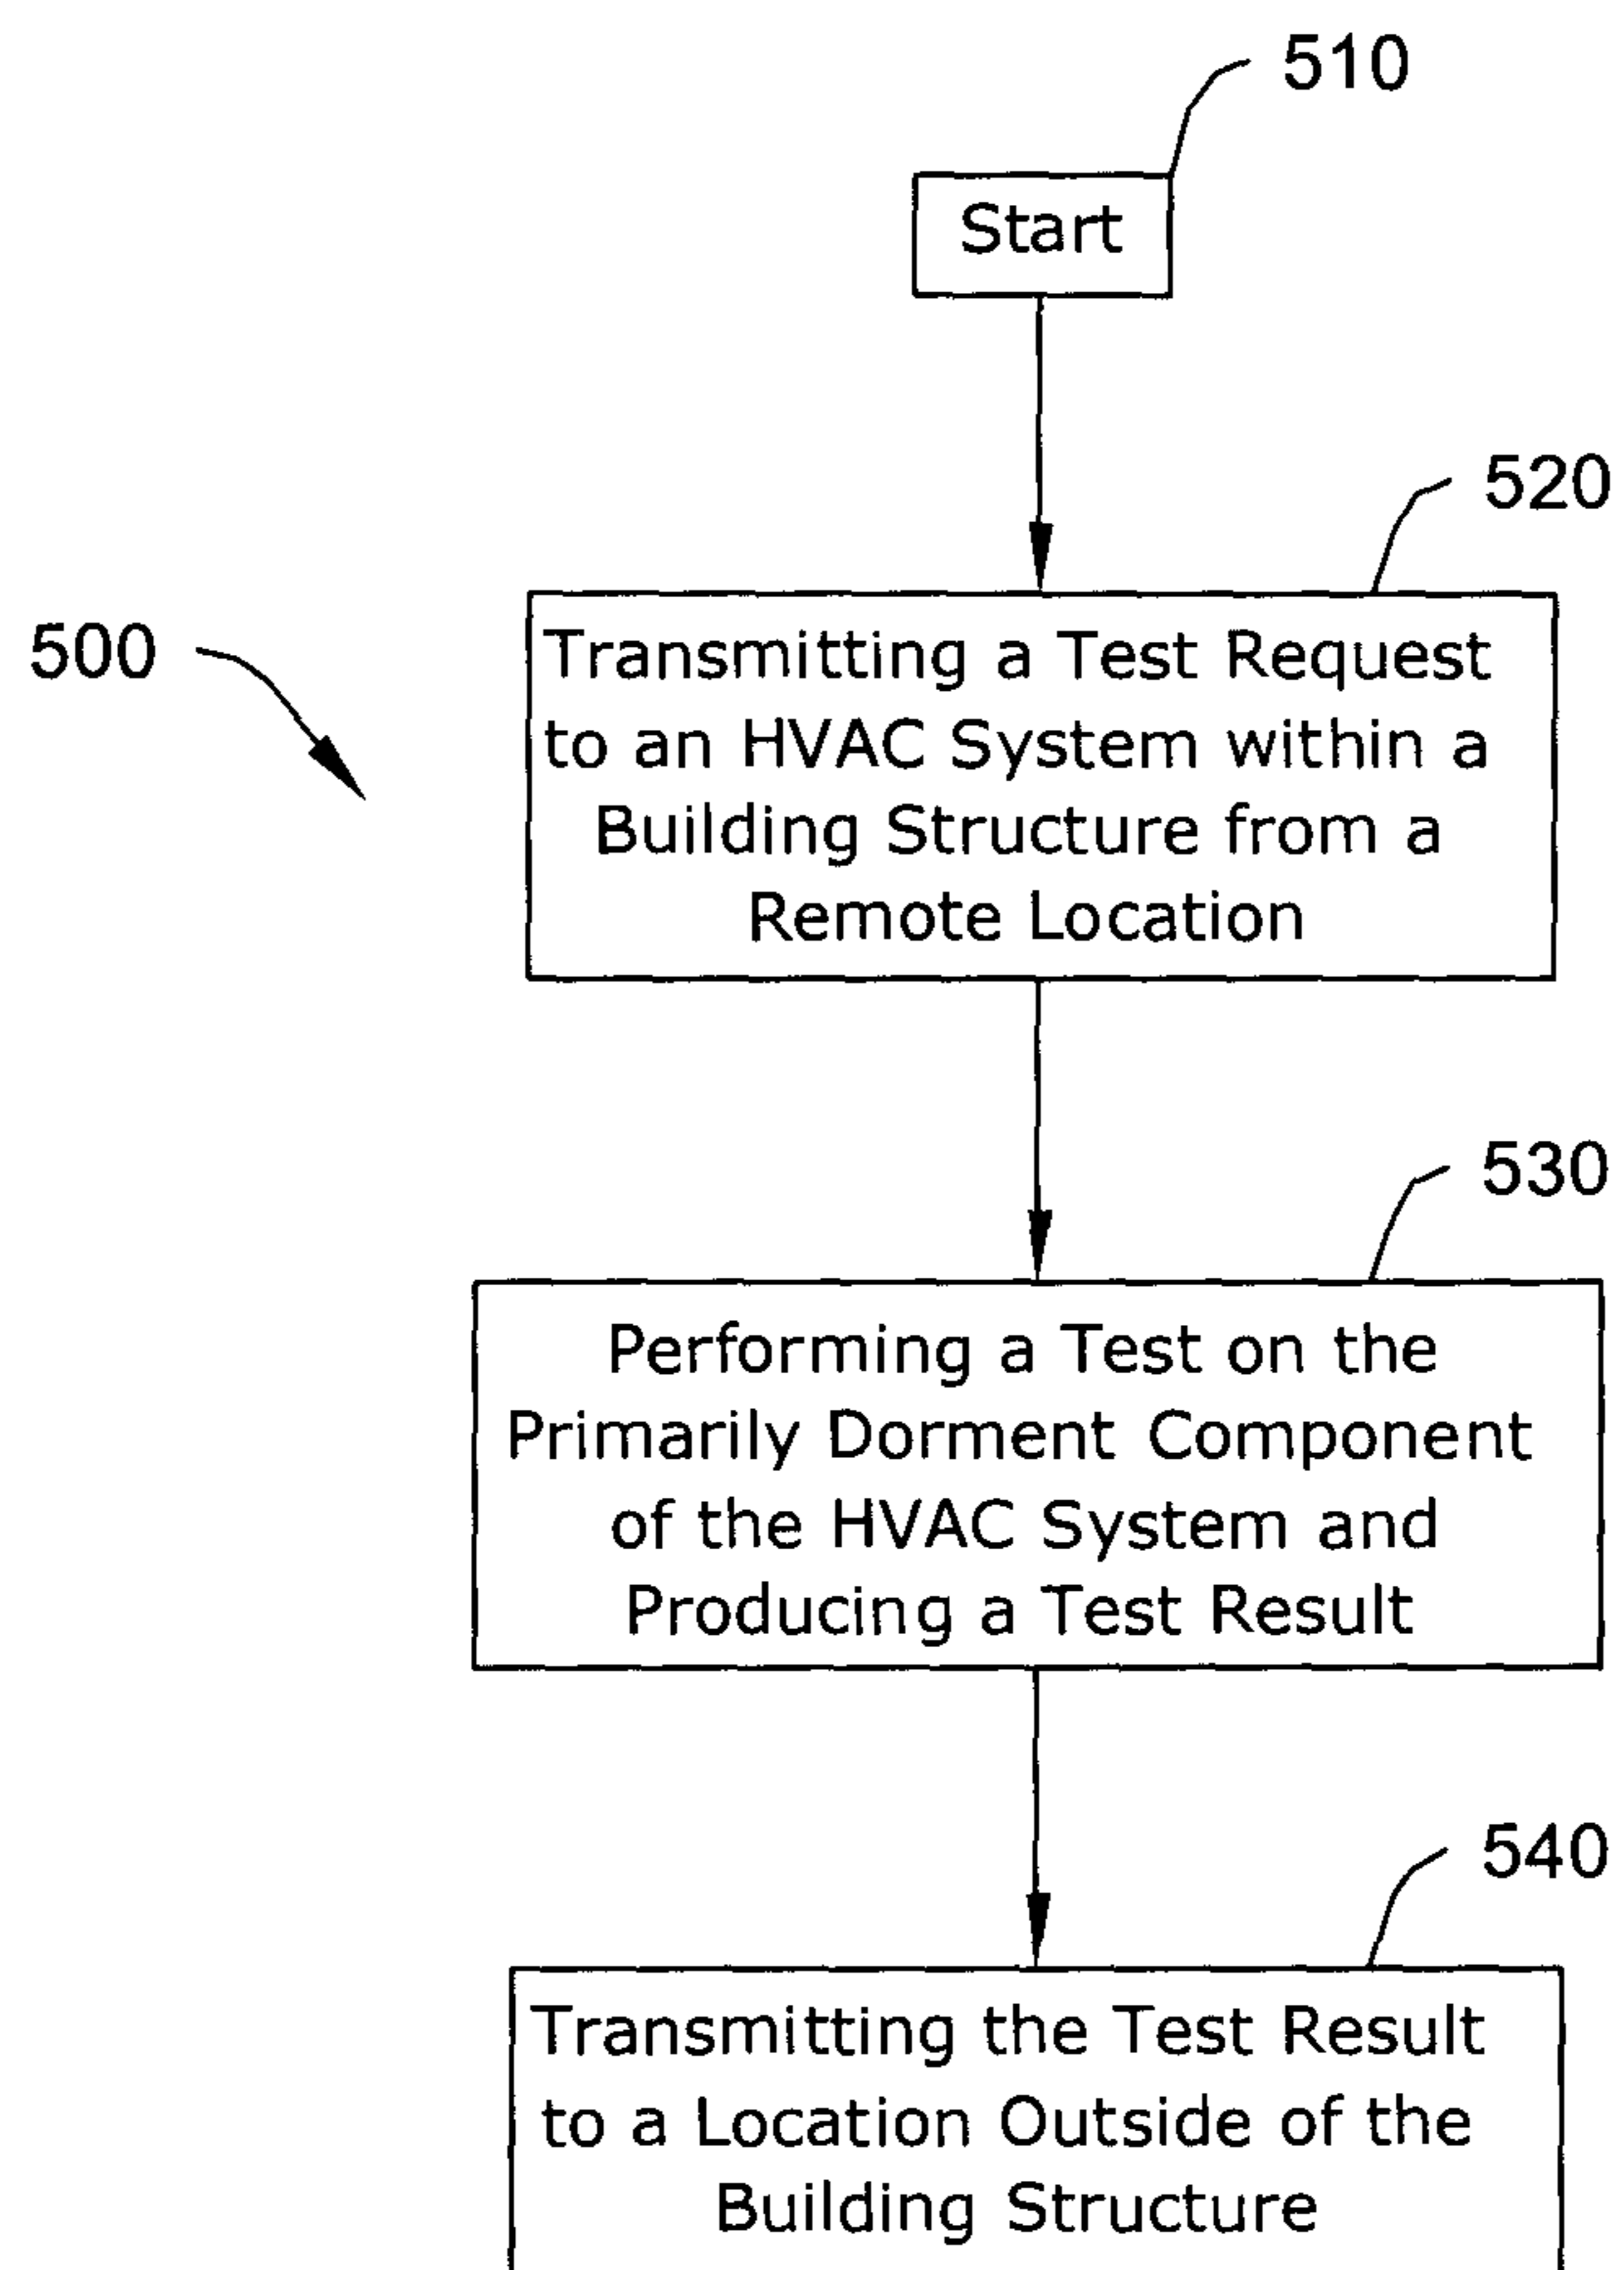 510
Start
520
500
Transmitting a Test Request
to an HVAC System within a
Building Structure from a
Remote Location
530
Performing a Test on the
Primarily Dorment Component
of the HVAC System and
Producing a Test Result
540
Transmitting the Test Result
to a Location Outside of the
Building Structure